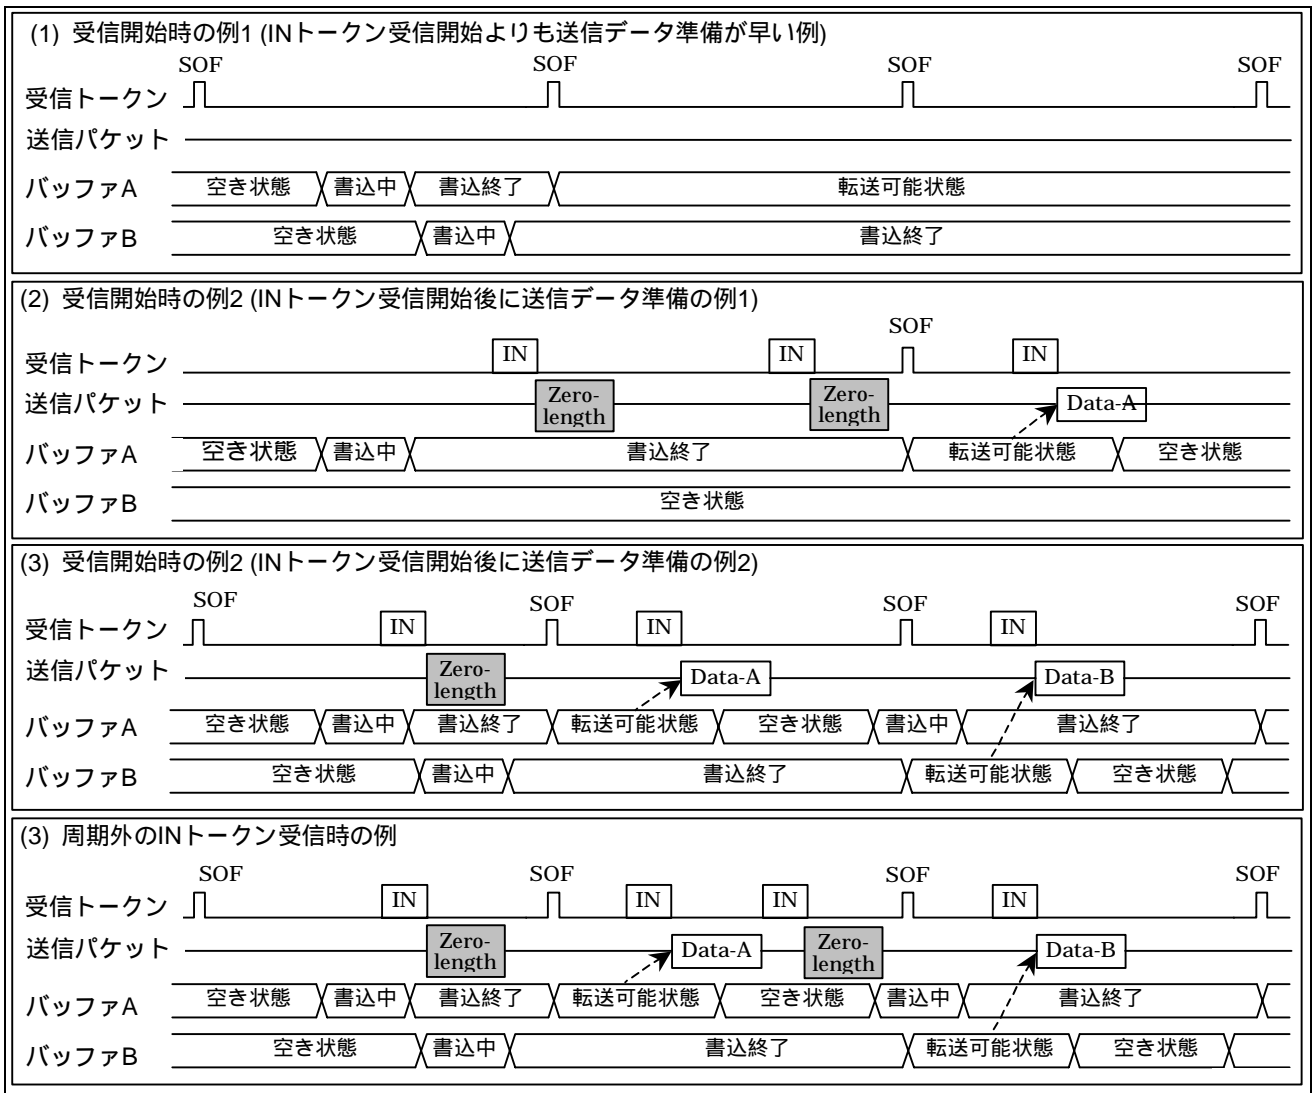 (1) 受信開始時の例1 (INトークン受信開始よりも送信データ準備が早い例)
SOF SOF SOF SOF
受信トークン
送信パケット
バッファA 空き状態 書込中 書込終了 転送可能状態
バッファB 空き状態 書込中 書込終了
(2) 受信開始時の例2 (INトークン受信開始後に送信データ準備の例1)
SOF
受信トークン IN IN IN
送信パケット Zero-length Zero-length Data-A
バッファA 空き状態 書込中 書込終了 転送可能状態 空き状態
バッファB 空き状態
(3) 受信開始時の例2 (INトークン受信開始後に送信データ準備の例2)
SOF SOF SOF SOF
受信トークン IN IN IN
送信パケット Zero-length Data-A Data-B
バッファA 空き状態 書込中 書込終了 転送可能状態 空き状態 書込中 書込終了
バッファB 空き状態 書込中 書込終了 転送可能状態 空き状態
(3) 周期外のINトークン受信時の例
SOF SOF SOF SOF
受信トークン IN IN IN IN
送信パケット Zero-length Data-A Zero-length Data-B
バッファA 空き状態 書込中 書込終了 転送可能状態 空き状態 書込中 書込終了
バッファB 空き状態 書込中 書込終了 転送可能状態 空き状態